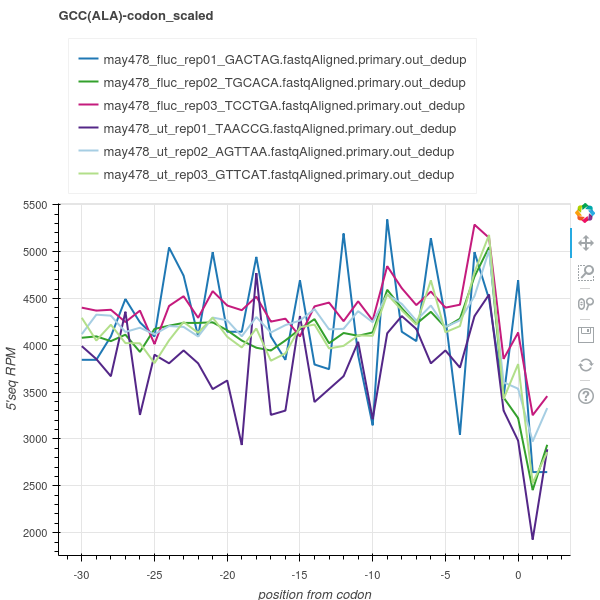 GCC(ALA)-codon_scaled
may478_fluc_rep01_GACTAG.fastqAligned.primary.out_dedup
may478_fluc_rep02_TGCACA.fastqAligned.primary.out_dedup
may478_fluc_rep03_TCCTGA.fastqAligned.primary.out_dedup
may478_ut_rep01_TAACCG.fastqAligned.primary.out_dedup
may478_ut_rep02_AGTTAA.fastqAligned.primary.out_dedup
may478_ut_rep03_GTTCAT.fastqAligned.primary.out_dedup
5500
5000
4500
4000
3500
3000
2500
2000
5'seq RPM
-30 -25 -20 -15 -10 -5 0
position from codon